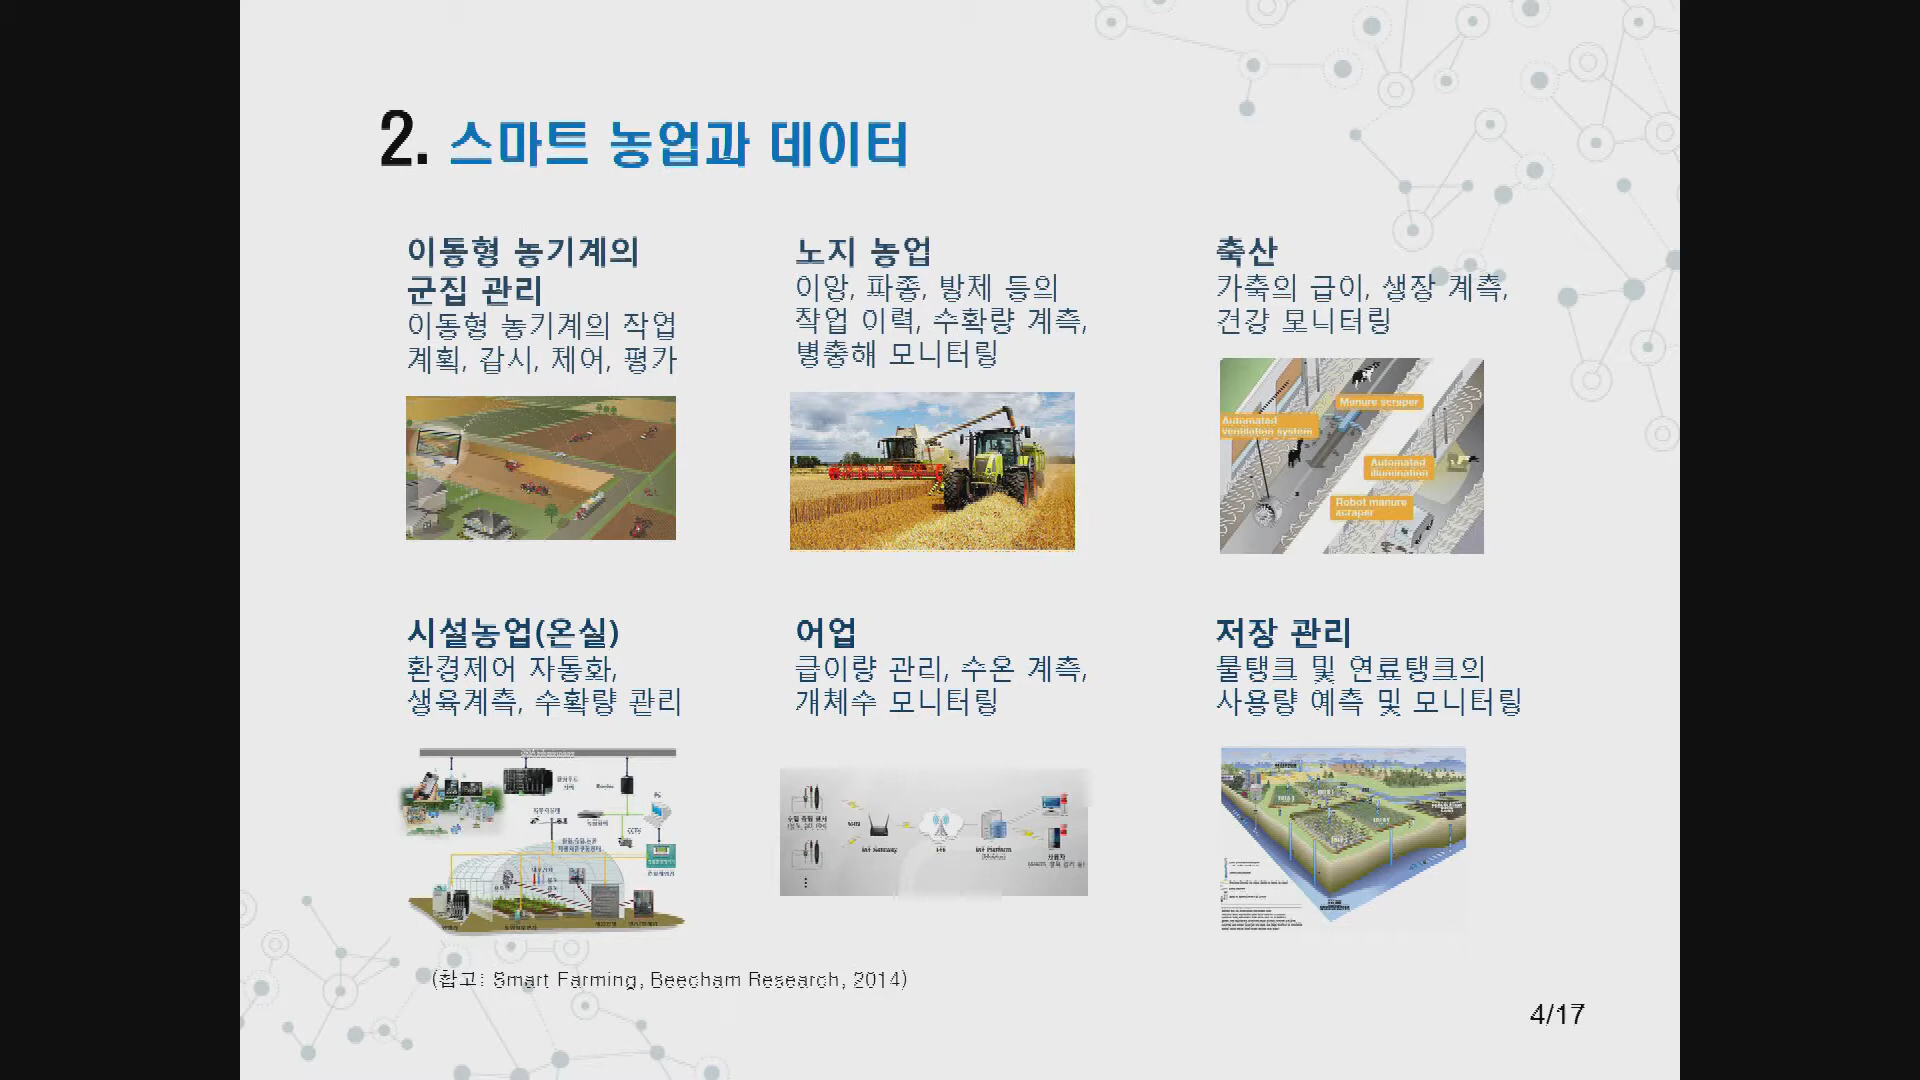 2. 스마트 농업과 데이터
이동형 농기계의
군집 관리
이동형 농기계의 작업
계획, 감시, 제어, 평가
노지 농업
이앙, 파종, 방제 등의
작업 이력, 수확량 계측,
병충해 모니터링
축산
가축의 급이, 생장 계측,
건강 모니터링
Manure scraper
Automated
ventilation system
Automated
illumination
Robot manure
scraper
시설농업(온실)
환경제어 자동화,
생육계측, 수확량 관리
어업
급이량 관리, 수온 계측,
개체수 모니터링
저장 관리
물탱크 및 연료탱크의
사용량 예측 및 모니터링
PC
CCTV
IoT Gateway
LTE
IoT Platform
(참고: Smart Farming, Beecham Research, 2014)
4/17